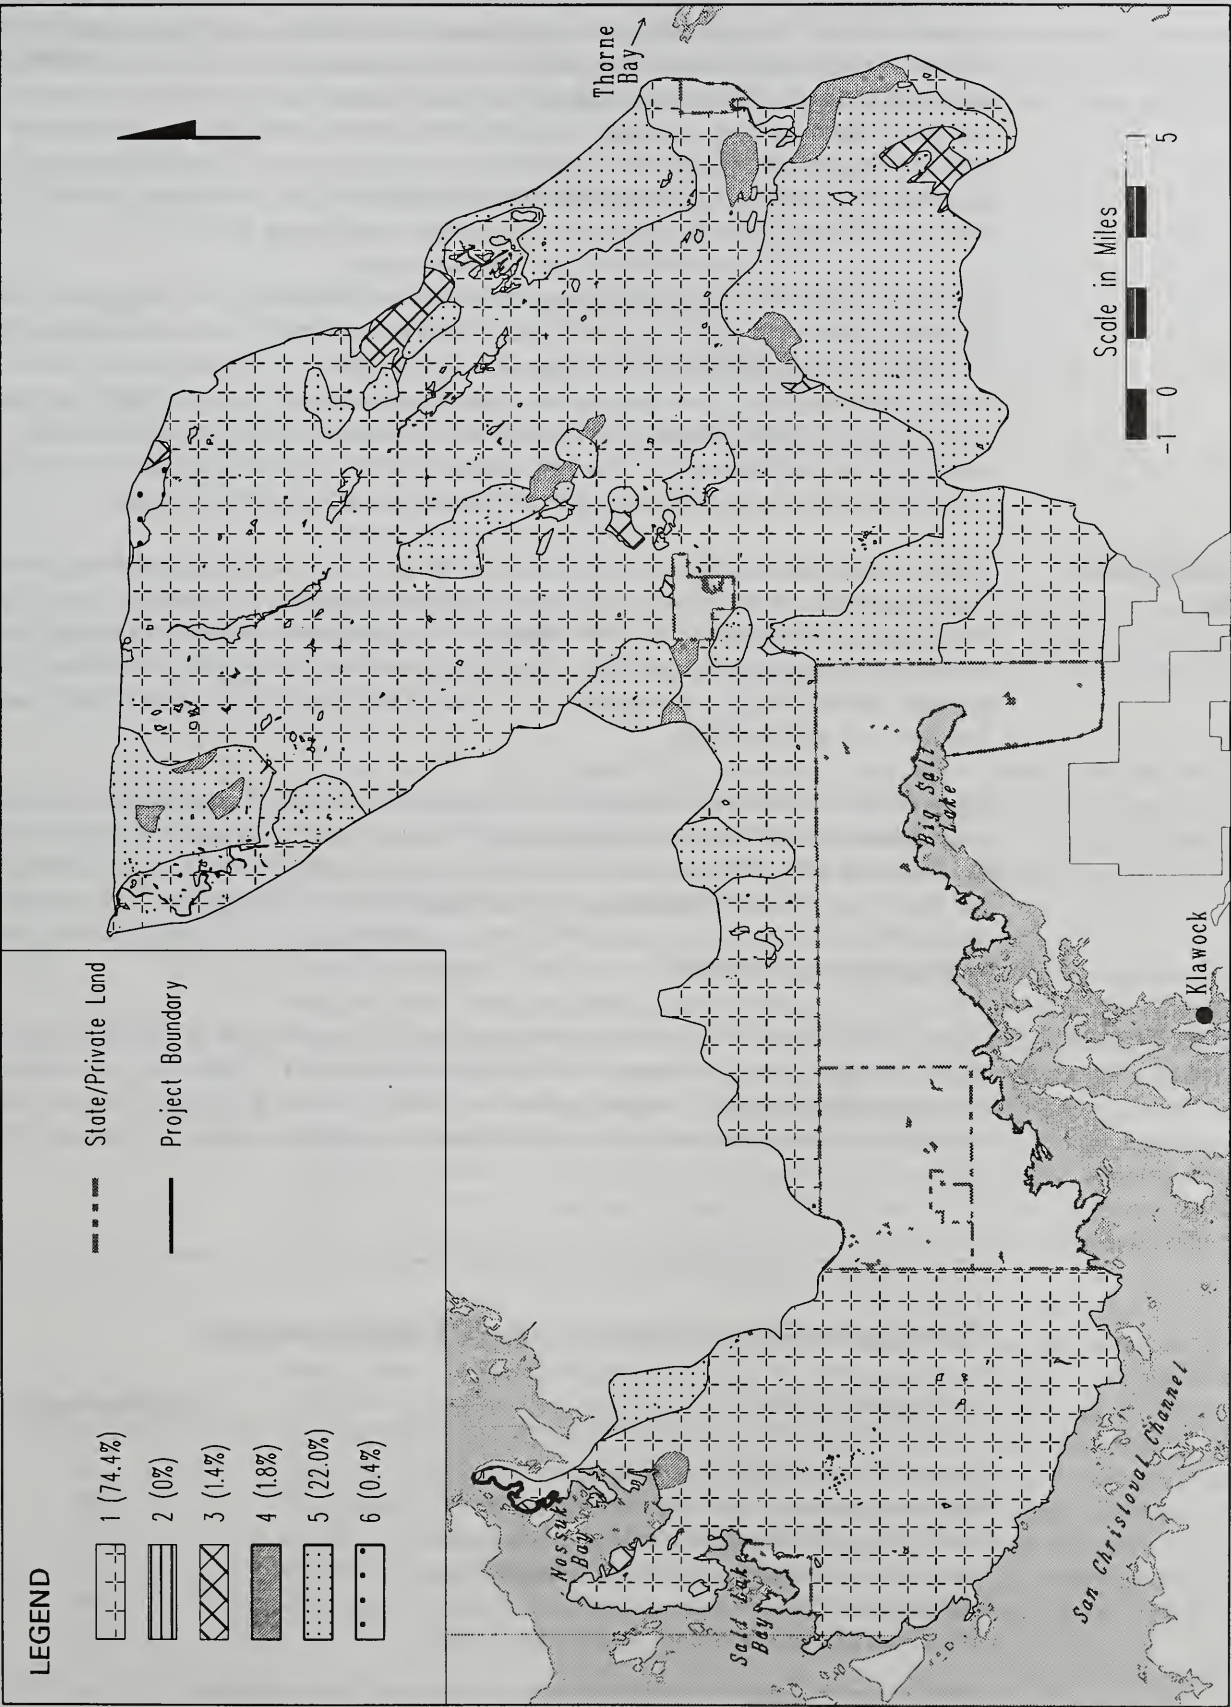 LEGEND
1 (74.4%)
2 (0%)
3 (1.4%)
4 (1.8%)
5 (22.0%)
6 (0.4%)
State/Private Land
Project Boundary
Thorne
Bay
Nossuk
Bay
Salt Lake
Bay
Big Salt
Lake
San Christoval Channel
Klawock
Scale in Miles
-1 0 5